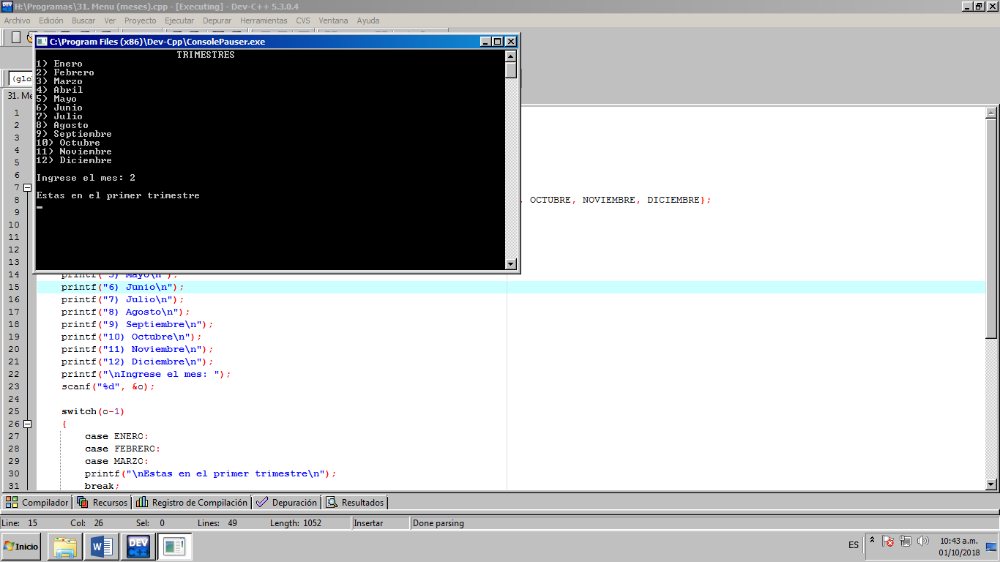 H:\Programas\31. Menu (meses).cpp - [Executing] - Dev-C++ 5.3.0.4
Archivo Edición Buscar Ver Proyecto Ejecutar Depurar Herramientas CVS Ventana Ayuda
C:\Program Files (x86)\Dev-Cpp\ConsolePauser.exe
TRIMESTRES
1) Enero
2) Febrero
3) Marzo
4) Abril
5) Mayo
6) Junio
7) Julio
8) Agosto
9) Septiembre
10) Octubre
11) Noviembre
12) Diciembre
Ingrese el mes: 2
Estas en el primer trimestre
(glo
31. Me
1
2
3
4
5
6
7
8 , OCTUBRE, NOVIEMBRE, DICIEMBRE};
9
10
11
12
13
14 printf("5) Mayo\n");
15 printf("6) Junio\n");
16 printf("7) Julio\n");
17 printf("8) Agosto\n");
18 printf("9) Septiembre\n");
19 printf("10) Octubre\n");
20 printf("11) Noviembre\n");
21 printf("12) Diciembre\n");
22 printf("\nIngrese el mes: ");
23 scanf("%d", &o);
24
25 switch(o-1)
26 {
27 case ENERO:
28 case FEBRERO:
29 case MARZO:
30 printf("\nEstas en el primer trimestre\n");
31 break;
Compilador Recursos Registro de Compilación Depuración Resultados
Line: 15 Col: 26 Sel: 0 Lines: 49 Length: 1052 Insertar Done parsing
Inicio
W
DEV C++
ES
10:43 a.m.
01/10/2018